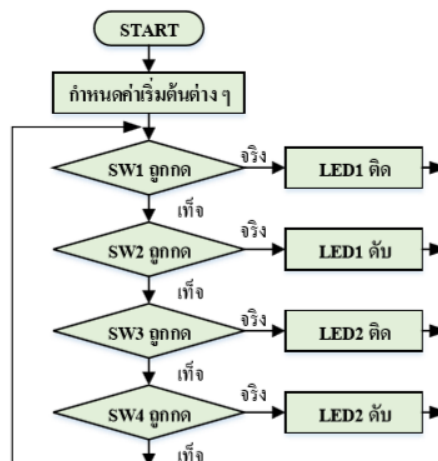 START
กำหนดค่าเริ่มต้นต่าง ๆ
SW1 ถูกกด
จริง
LED1 ติด
เท็จ
SW2 ถูกกด
จริง
LED1 ดับ
เท็จ
SW3 ถูกกด
จริง
LED2 ติด
เท็จ
SW4 ถูกกด
จริง
LED2 ดับ
เท็จ